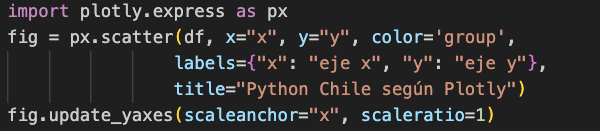 import plotly.express as px
fig = px.scatter(df, x="x", y="y", color='group',
                 labels={"x": "eje x", "y": "eje y"},
                 title="Python Chile según Plotly")
fig.update_yaxes(scaleanchor="x", scaleratio=1)